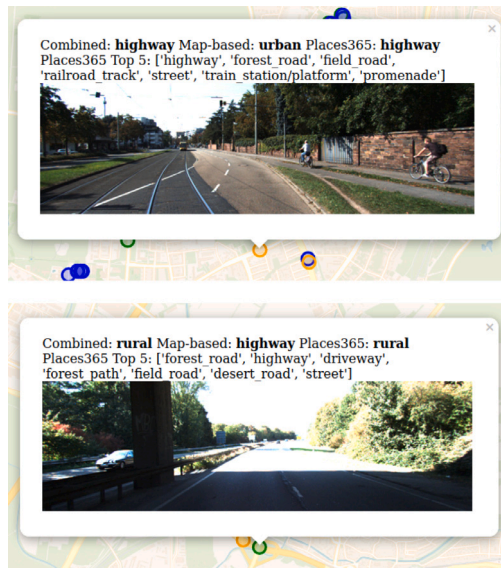 Combined: highway Map-based: urban Places365: highway
Places365 Top 5: ['highway', 'forest_road', 'field_road',
'railroad_track', 'street', 'train_station/platform', 'promenade']
Combined: rural Map-based: highway Places365: rural
Places365 Top 5: ['forest_road', 'highway', 'driveway',
'forest_path', 'field_road', 'desert_road', 'street']